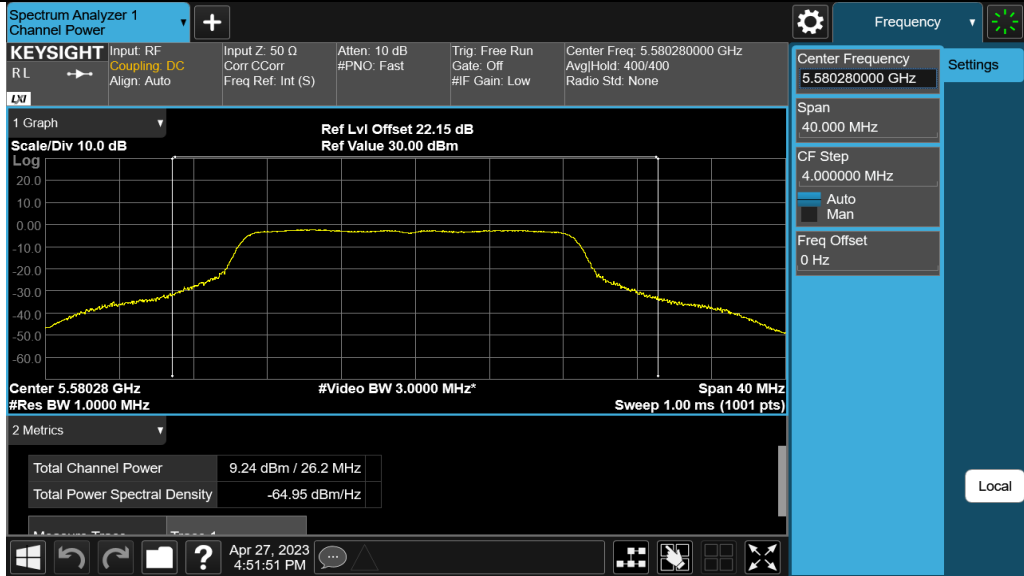 Spectrum Analyzer 1
Channel Power
Frequency
KEYSIGHT
R L
LXI
Input: RF
Coupling: DC
Align: Auto
Input Z: 50 Ω
Corr CCorr
Freq Ref: Int (S)
Atten: 10 dB
#PNO: Fast
Trig: Free Run
Gate: Off
#IF Gain: Low
Center Freq: 5.580280000 GHz
Avg|Hold: 400/400
Radio Std: None
Center Frequency
5.580280000 GHz
Settings
Span
40.000 MHz
CF Step
4.000000 MHz
Auto
Man
Freq Offset
0 Hz
1 Graph
Scale/Div 10.0 dB
Ref Lvl Offset 22.15 dB
Ref Value 30.00 dBm
Log
20.0
10.0
0.00
-10.0
-20.0
-30.0
-40.0
-50.0
-60.0
Center 5.58028 GHz
#Video BW 3.0000 MHz*
Span 40 MHz
#Res BW 1.0000 MHz
Sweep 1.00 ms (1001 pts)
2 Metrics
Total Channel Power 9.24 dBm / 26.2 MHz
Total Power Spectral Density -64.95 dBm/Hz
Measure Trace Trace 1
Local
Apr 27, 2023
4:51:51 PM